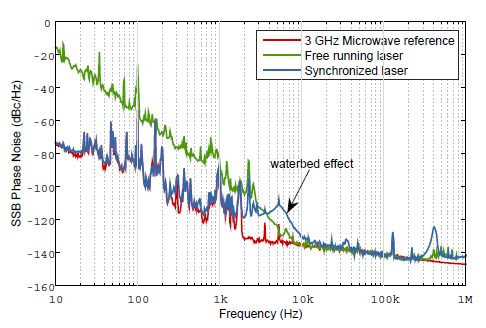 0
−20
−40
−60
−80
−100
−120
−140
−160
SSB Phase Noise (dBc/Hz)
3 GHz Microwave reference
Free running laser
Synchronized laser
waterbed effect
10 100 1k 10k 100k 1M
Frequency (Hz)